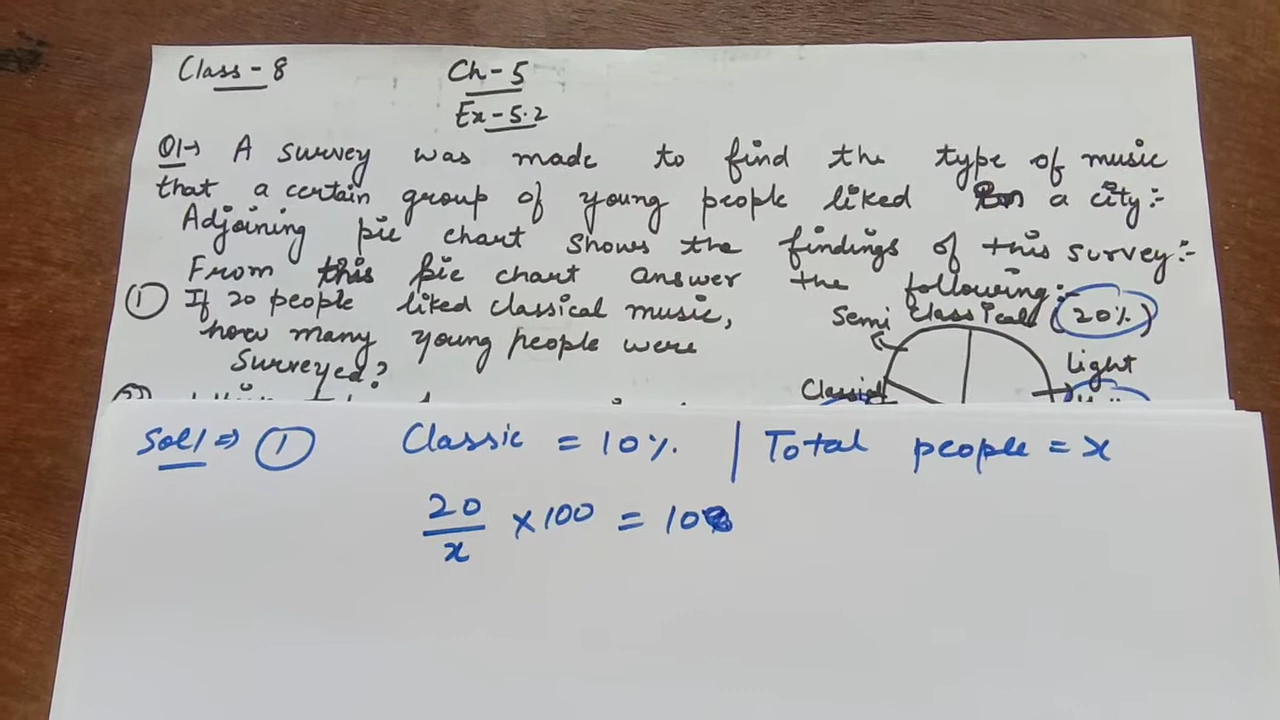 Class - 8
Ch - 5
Ex - 5.2
Q1→ A survey was made to find the type of music
that a certain group of young people liked in a city:-
Adjoining pie chart shows the findings of this survey:-
From this pie chart answer the following:-
① If 20 people liked classical music,
how many young people were
Surveyed?
Semi Classical (20%)
Light
Classical
Sol1 ⇒ ① Classic = 10% | Total people = x
20/x × 100 = 10